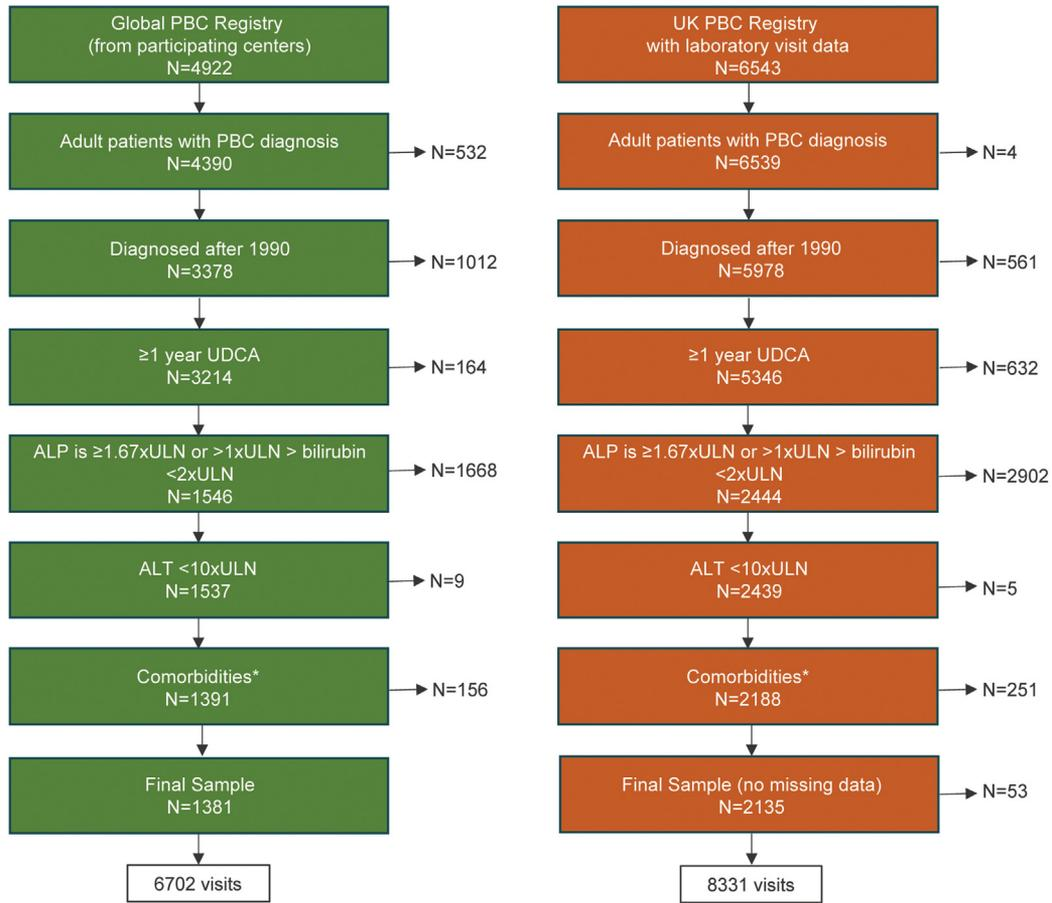 Global PBC Registry
(from participating centers)
N=4922
Adult patients with PBC diagnosis
N=4390
N=532
Diagnosed after 1990
N=3378
N=1012
≥1 year UDCA
N=3214
N=164
ALP is ≥1.67xULN or >1xULN > bilirubin
<2xULN
N=1546
N=1668
ALT <10xULN
N=1537
N=9
Comorbidities*
N=1391
N=156
Final Sample
N=1381
6702 visits
UK PBC Registry
with laboratory visit data
N=6543
Adult patients with PBC diagnosis
N=6539
N=4
Diagnosed after 1990
N=5978
N=561
≥1 year UDCA
N=5346
N=632
ALP is ≥1.67xULN or >1xULN > bilirubin
<2xULN
N=2444
N=2902
ALT <10xULN
N=2439
N=5
Comorbidities*
N=2188
N=251
Final Sample (no missing data)
N=2135
N=53
8331 visits